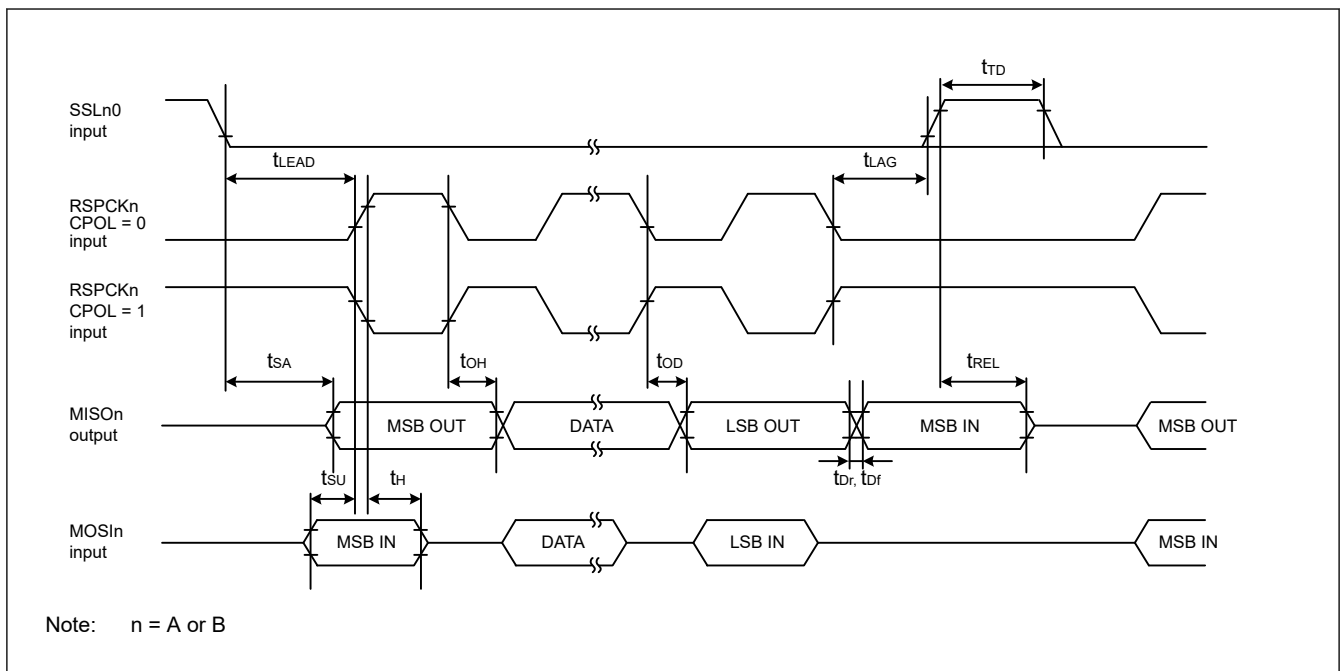 tTD
SSLn0
input
tLEAD
tLAG
RSPCKn
CPOL = 0
input
RSPCKn
CPOL = 1
input
tSA
tOH
tOD
tREL
MISOn
output
MSB OUT
DATA
LSB OUT
MSB IN
MSB OUT
tSU
tH
tDr, tDf
MOSIn
input
MSB IN
DATA
LSB IN
MSB IN
Note: n = A or B